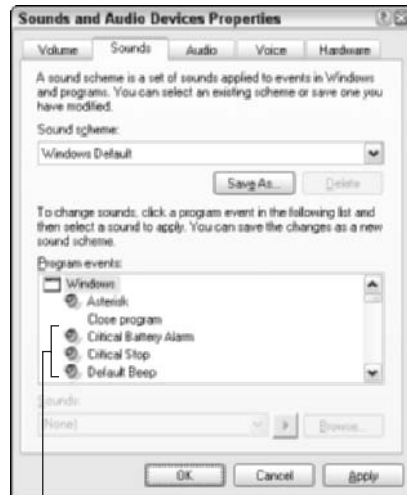 Sounds and Audio Devices Properties
Volume Sounds Audio Voice Hardware
A sound scheme is a set of sounds applied to events in Windows
and programs. You can select an existing scheme or save one you
have modified.
Sound scheme:
Windows Default
Save As... Delete
To change sounds, click a program event in the following list and
then select a sound to apply. You can save the changes as a new
sound scheme.
Program events:
Windows
Asterisk
Close program
Critical Battery Alarm
Critical Stop
Default Beep
Sounds:
(None) Browse...
OK Cancel Apply